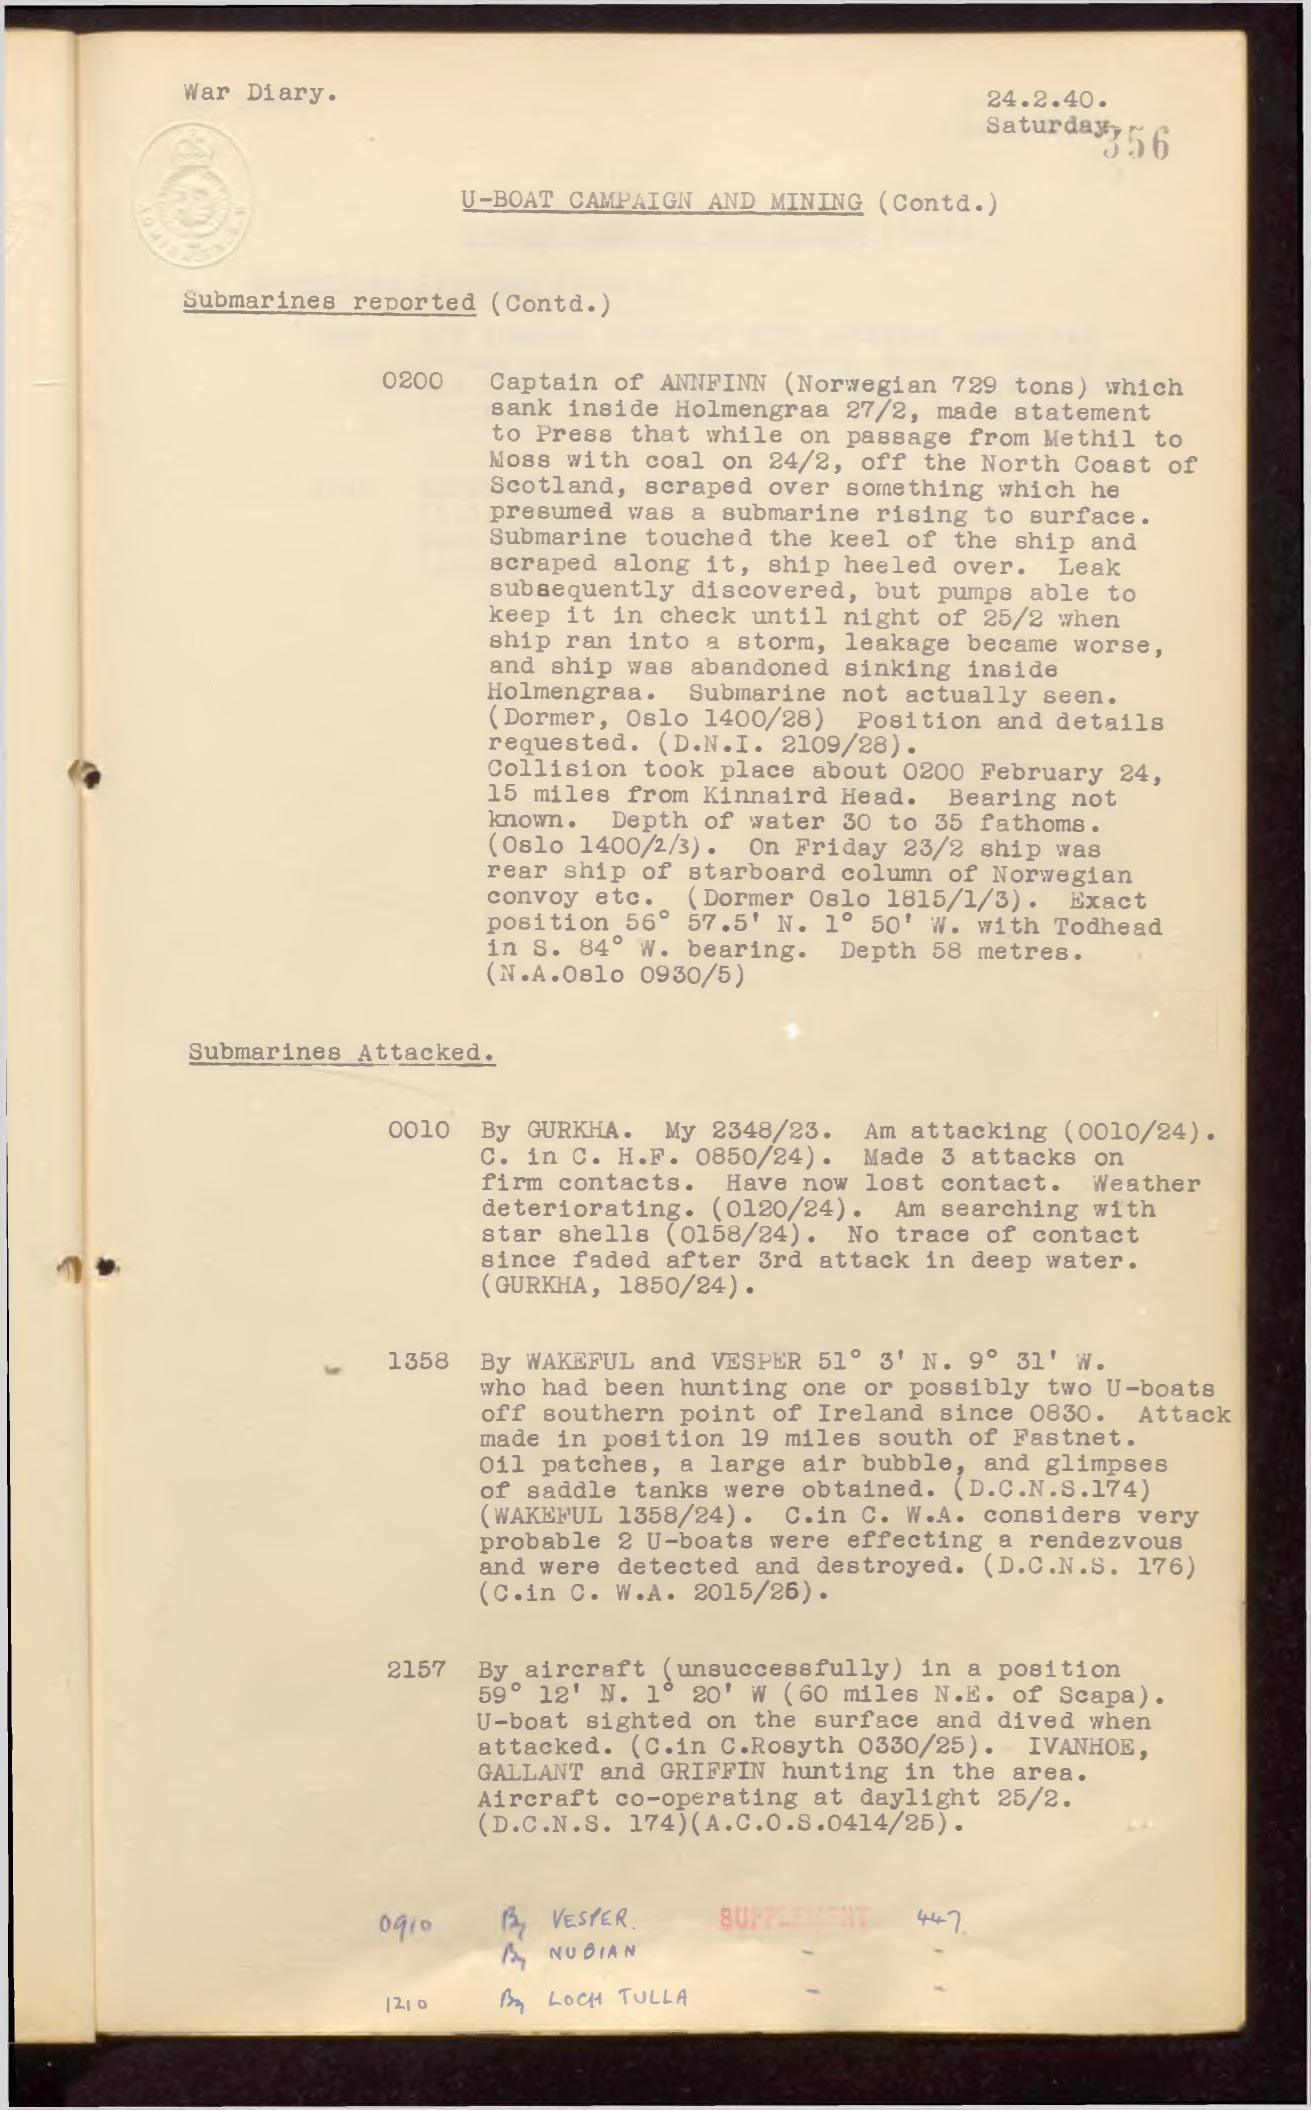 War Diary.
24.2.40.
Saturday,
356
U-BOAT CAMPAIGN AND MINING (Contd.)
Submarines reported (Contd.)
0200 Captain of ANNFINN (Norwegian 729 tons) which
sank inside Holmengraa 27/2, made statement
to Press that while on passage from Methil to
Moss with coal on 24/2, off the North Coast of
Scotland, scraped over something which he
presumed was a submarine rising to surface.
Submarine touched the keel of the ship and
scraped along it, ship heeled over. Leak
subsequently discovered, but pumps able to
keep it in check until night of 25/2 when
ship ran into a storm, leakage became worse,
and ship was abandoned sinking inside
Holmengraa. Submarine not actually seen.
(Dormer, Oslo 1400/28) Position and details
requested. (D.N.I. 2109/28).
Collision took place about 0200 February 24,
15 miles from Kinnaird Head. Bearing not
known. Depth of water 30 to 35 fathoms.
(Oslo 1400/2/3). On Friday 23/2 ship was
rear ship of starboard column of Norwegian
convoy etc. (Dormer Oslo 1815/1/3). Exact
position 56° 57.5' N. 1° 50' W. with Todhead
in S. 84° W. bearing. Depth 58 metres.
(N.A.Oslo 0930/5)
Submarines Attacked.
0010 By GURKHA. My 2348/23. Am attacking (0010/24).
C. in C. H.F. 0850/24). Made 3 attacks on
firm contacts. Have now lost contact. Weather
deteriorating. (0120/24). Am searching with
star shells (0158/24). No trace of contact
since faded after 3rd attack in deep water.
(GURKHA, 1850/24).
1358 By WAKEFUL and VESPER 51° 3' N. 9° 31' W.
who had been hunting one or possibly two U-boats
off southern point of Ireland since 0830. Attack
made in position 19 miles south of Fastnet.
Oil patches, a large air bubble, and glimpses
of saddle tanks were obtained. (D.C.N.S.174)
(WAKEFUL 1358/24). C.in C. W.A. considers very
probable 2 U-boats were effecting a rendezvous
and were detected and destroyed. (D.C.N.S. 176)
(C.in C. W.A. 2015/26).
2157 By aircraft (unsuccessfully) in a position
59° 12' N. 1° 20' W (60 miles N.E. of Scapa).
U-boat sighted on the surface and dived when
attacked. (C.in C.Rosyth 0330/25). IVANHOE,
GALLANT and GRIFFIN hunting in the area.
Aircraft co-operating at daylight 25/2.
(D.C.N.S. 174)(A.C.O.S.0414/25).
0910 By VESPER. SUPPLEMENT 447.
By NUBIAN - -
1210 By LOCH TULLA - -